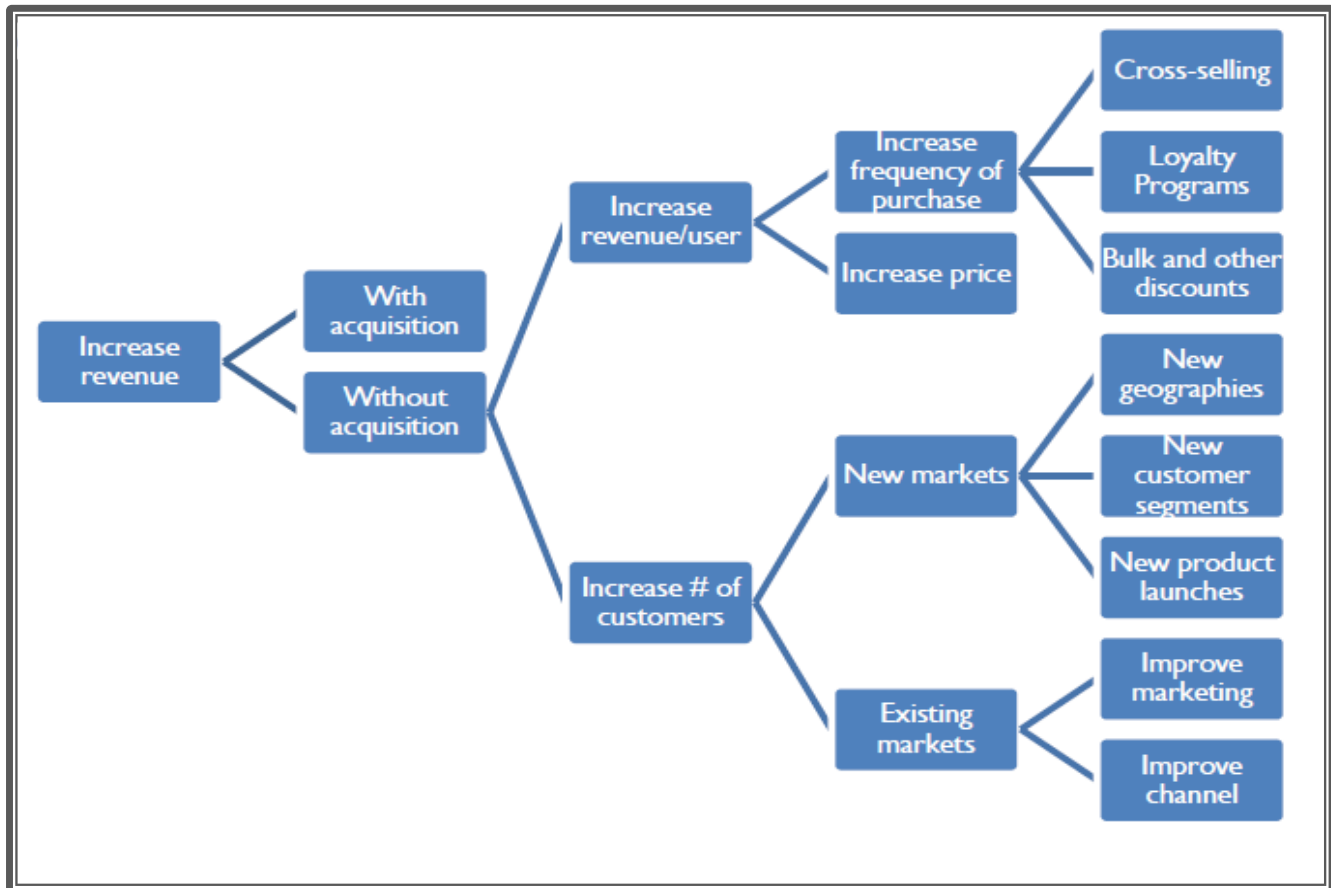 Increase
revenue
With
acquisition
Without
acquisition
Increase
revenue/user
Increase # of
customers
Increase
frequency of
purchase
Increase price
New markets
Existing
markets
Cross-selling
Loyalty
Programs
Bulk and other
discounts
New
geographies
New
customer
segments
New product
launches
Improve
marketing
Improve
channel